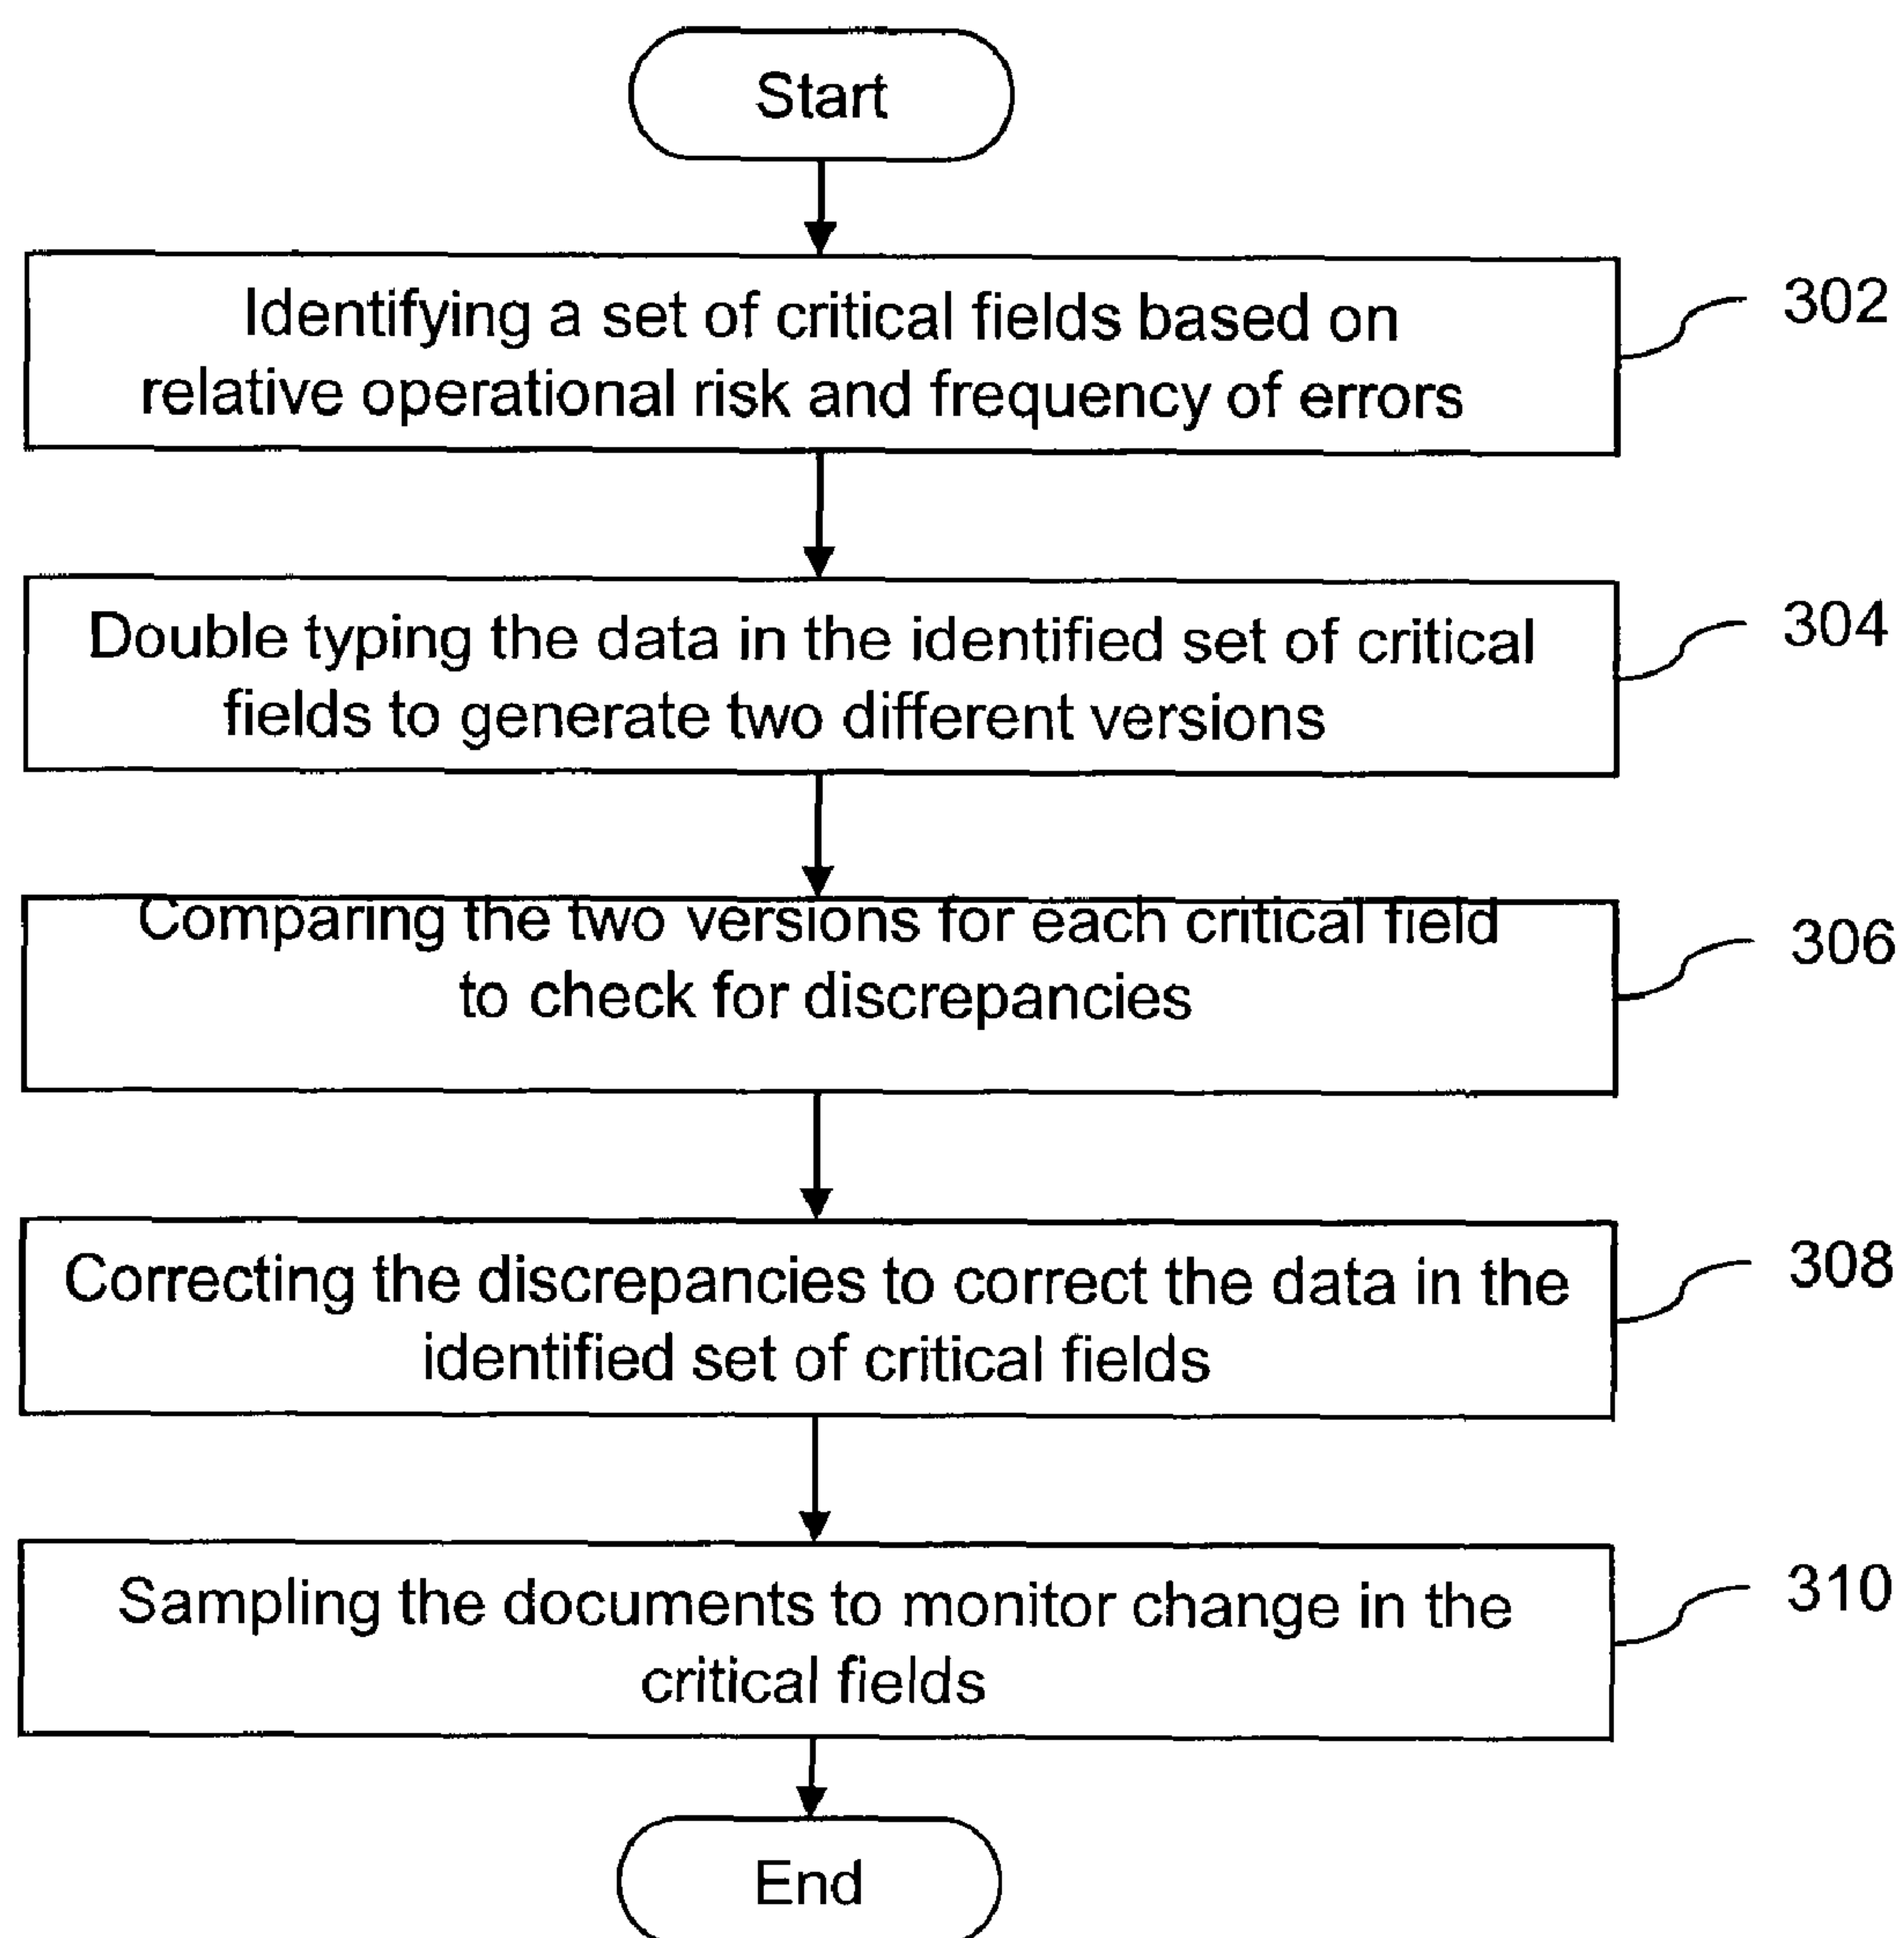 Start
Identifying a set of critical fields based on
relative operational risk and frequency of errors
302
Double typing the data in the identified set of critical
fields to generate two different versions
304
Comparing the two versions for each critical field
to check for discrepancies
306
Correcting the discrepancies to correct the data in the
identified set of critical fields
308
Sampling the documents to monitor change in the
critical fields
310
End